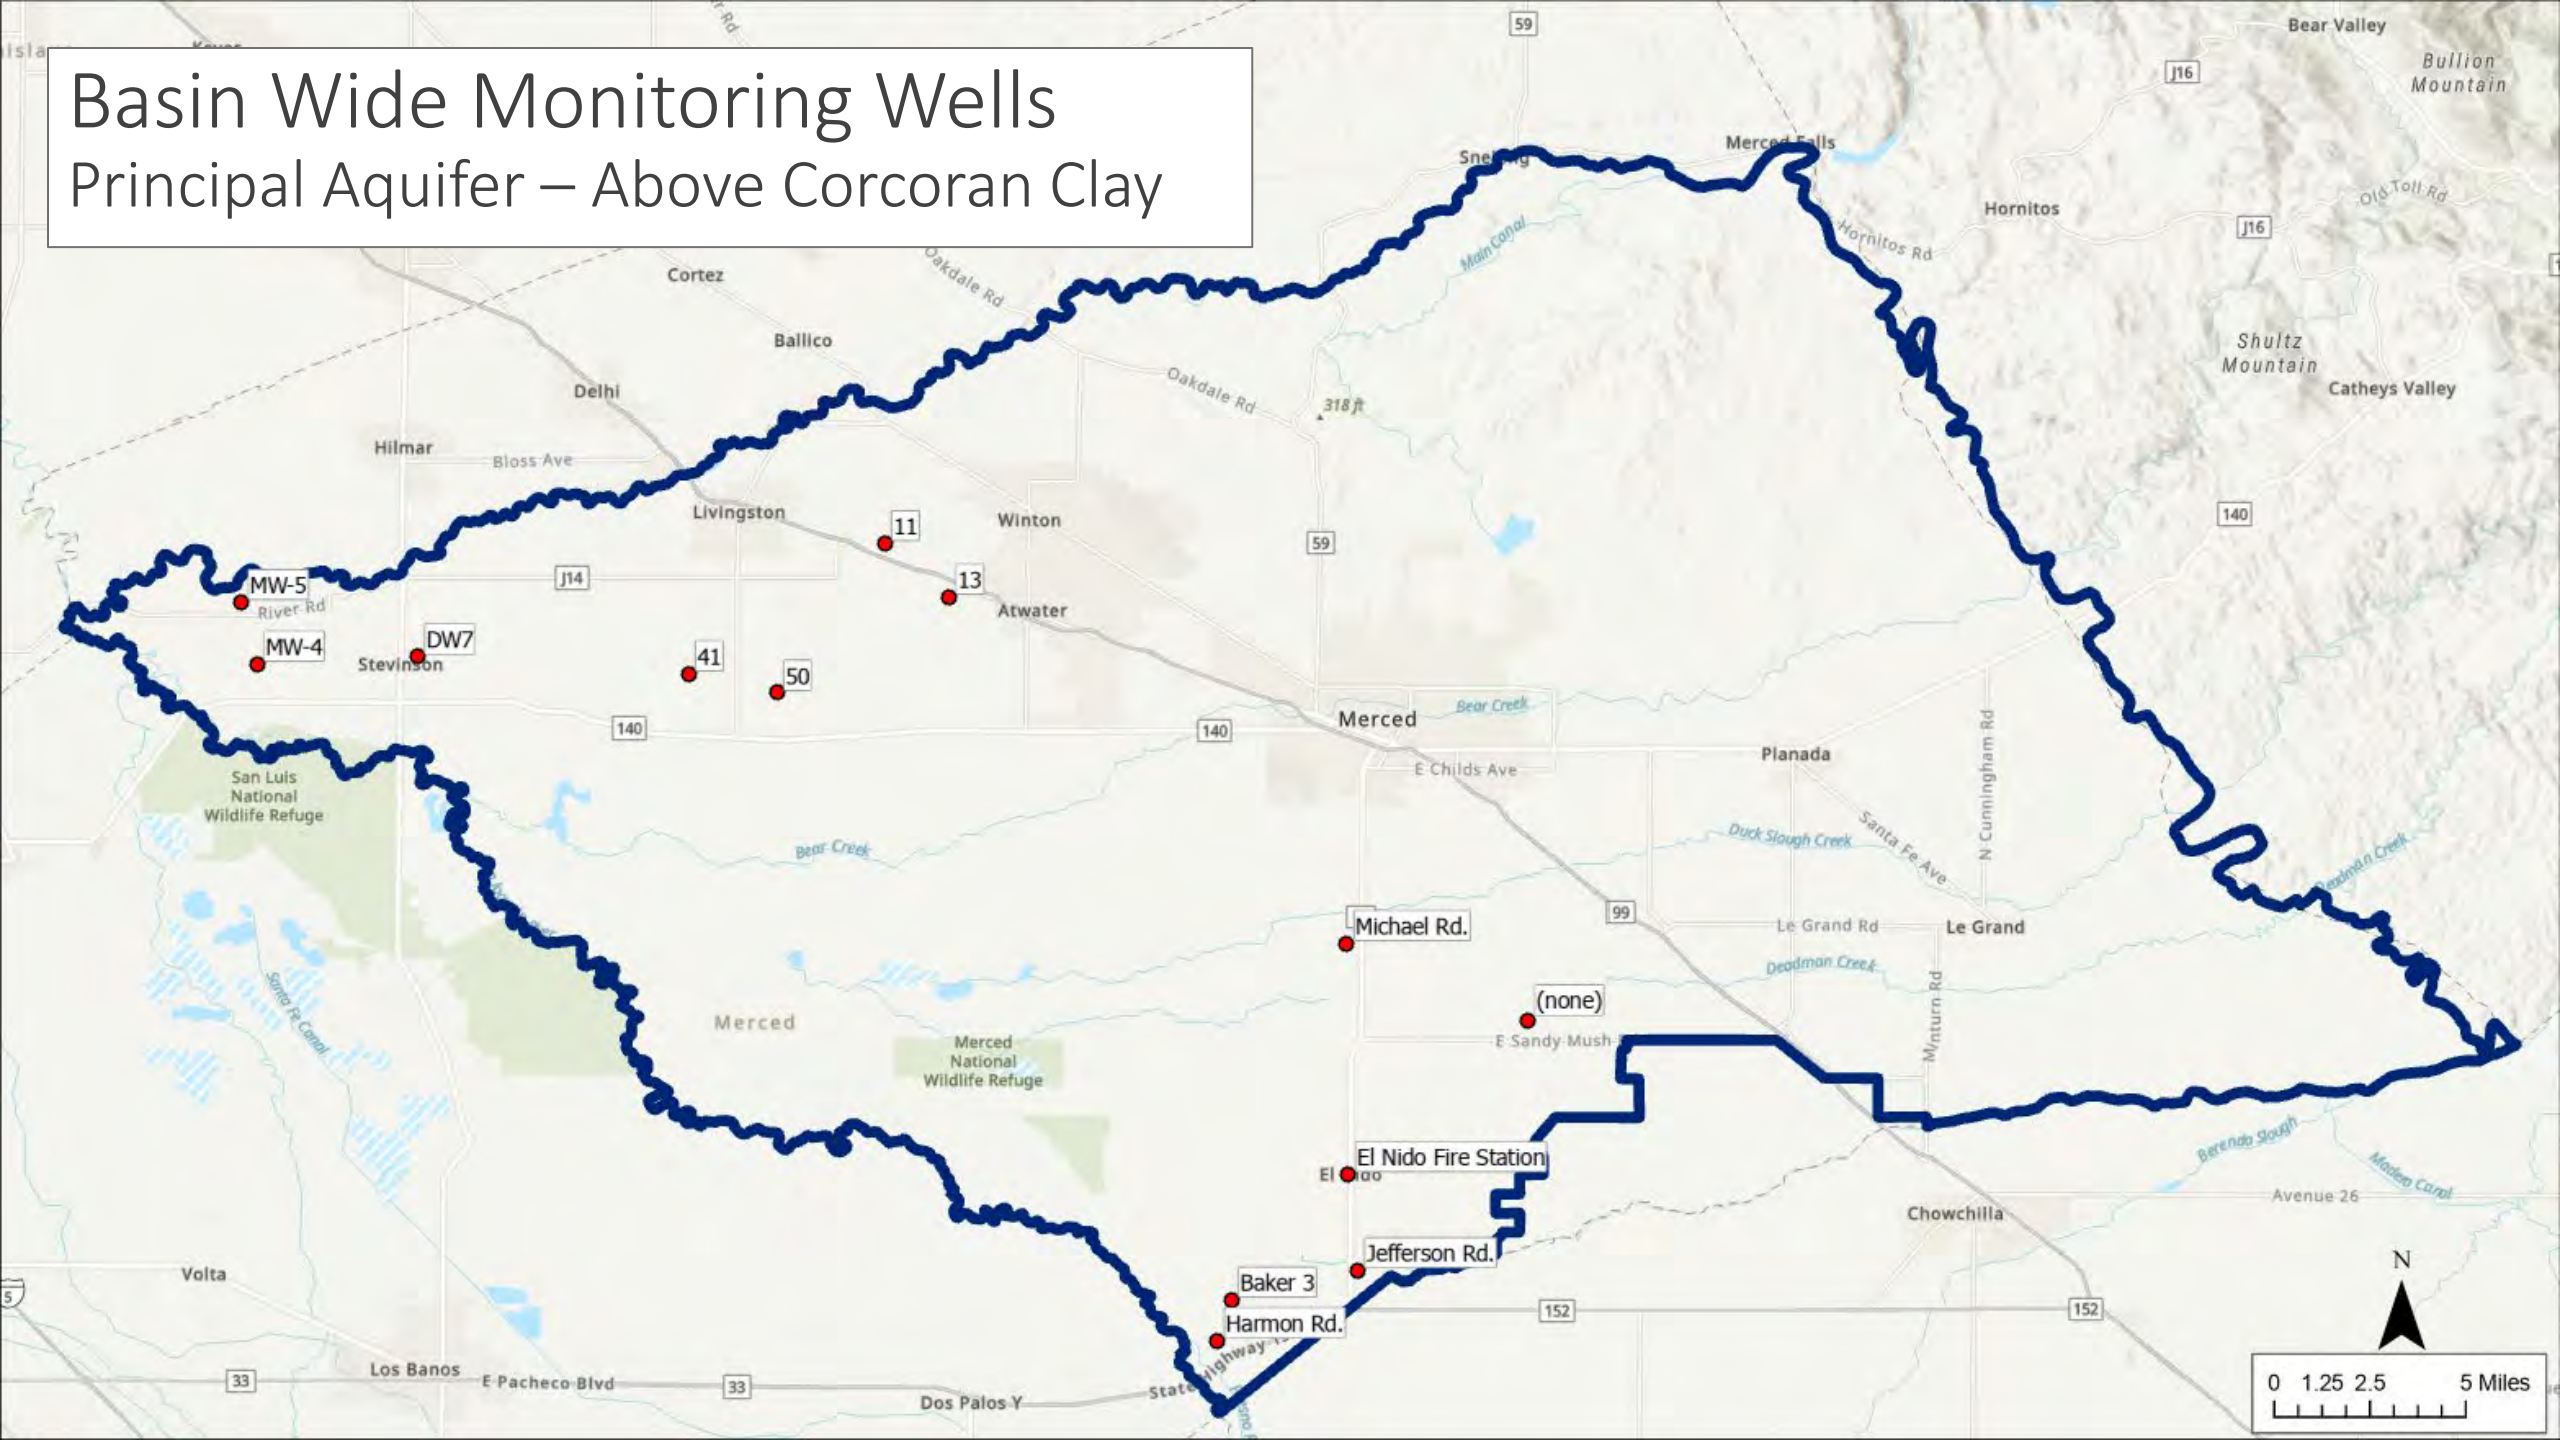 Basin Wide Monitoring Wells
Principal Aquifer – Above Corcoran Clay
59
Bear Valley
Bullion
Mountain
J16
Merced Falls
Hornitos
Old Toll Rd
J16
Hornitos Rd
Main Canal
Oakdale Rd
Cortez
Ballico
Shultz
Mountain
Catheys Valley
Delhi
Oakdale Rd
318 ft
Hilmar
Bloss Ave
Livingston
11
Winton
59
140
J14
13
MW-5
River Rd
Atwater
MW-4
DW7
Stevinson
41
50
140
140
Merced
Bear Creek
E Childs Ave
Planada
N Cunningham Rd
San Luis
National
Wildlife Refuge
Bear Creek
Duck Slough Creek
Santa Fe Ave
Deadman Creek
Michael Rd.
99
Le Grand Rd
Le Grand
Deadman Creek
Minturn Rd
Santa Fe Canal
Merced
(none)
E Sandy Mush
Merced
National
Wildlife Refuge
El Nido Fire Station
Berenda Slough
Madera Canal
Avenue 26
Chowchilla
Jefferson Rd.
Volta
Baker 3
Harmon Rd.
152
152
5
N
Los Banos
33
E Pacheco Blvd
33
Dos Palos Y
State Highway
0 1.25 2.5 5 Miles